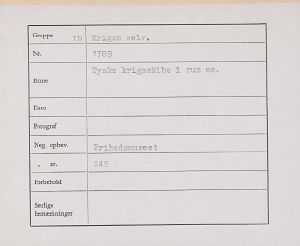 Gruppe 1b Krigen selv.
Nr. 1789
Emne Tyske krigsskibe i rum sø.
Dato
Fotograf
Neg. opbev. Frihedsmuseet
„ nr. 245
Forbehold
Særlige
bemærkninger